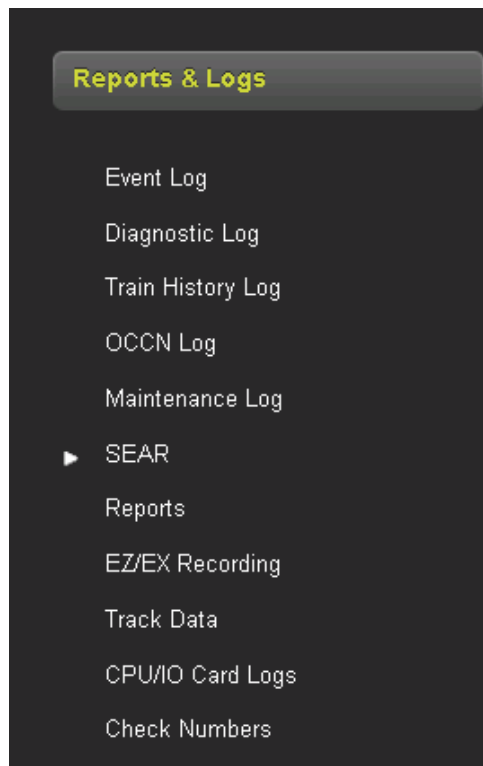 Reports & Logs
Event Log
Diagnostic Log
Train History Log
OCCN Log
Maintenance Log
SEAR
Reports
EZ/EX Recording
Track Data
CPU/IO Card Logs
Check Numbers